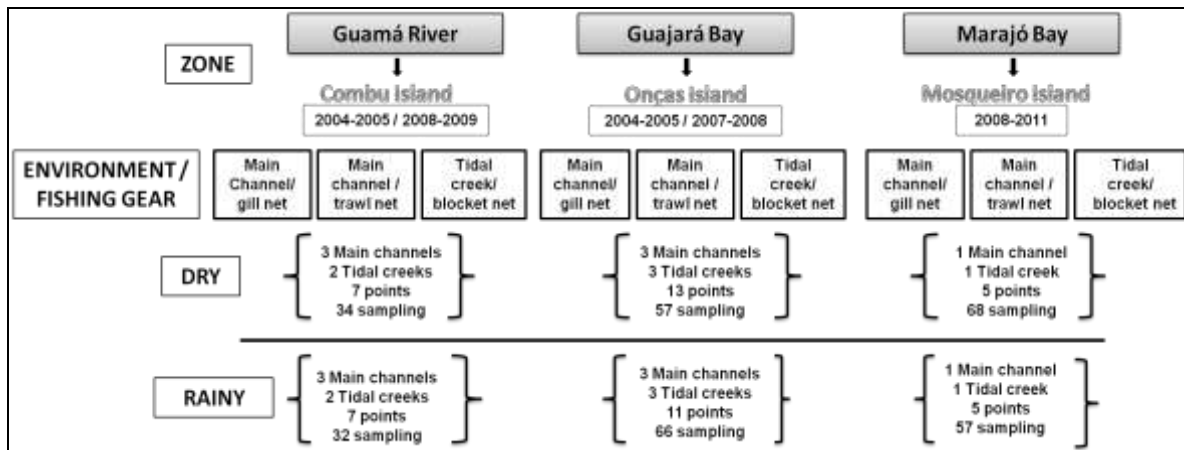 ZONE
Guamá River
Guajará Bay
Marajó Bay
Combu Island
Onças Island
Mosqueiro Island
2004-2005 / 2008-2009
2004-2005 / 2007-2008
2008-2011
ENVIRONMENT /
FISHING GEAR
Main
Channel/
gill net
Main
channel /
trawl net
Tidal
creek/
blocket net
Main
channel/
gill net
Main
channel /
trawl net
Tidal
creek/
blocket net
Main
channel/
gill net
Main
channel /
trawl net
Tidal
creek/
blocket net
DRY
3 Main channels
2 Tidal creeks
7 points
34 sampling
3 Main channels
3 Tidal creeks
13 points
57 sampling
1 Main channel
1 Tidal creek
5 points
68 sampling
RAINY
3 Main channels
2 Tidal creeks
7 points
32 sampling
3 Main channels
3 Tidal creeks
11 points
66 sampling
1 Main channel
1 Tidal creek
5 points
57 sampling